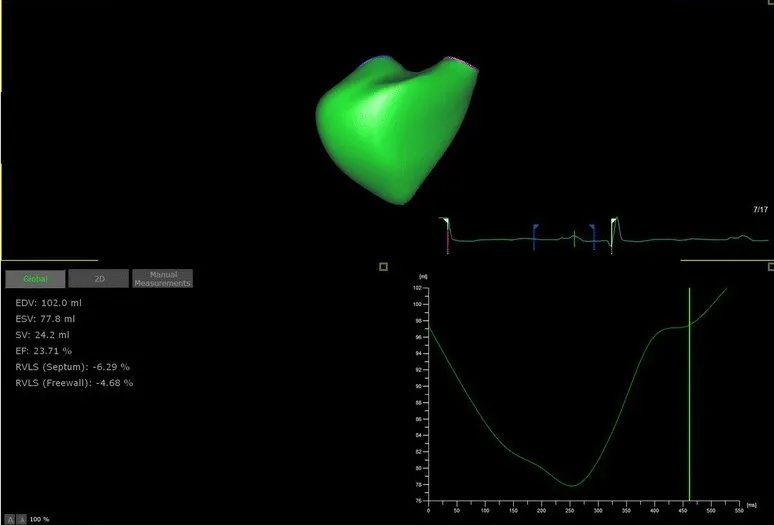 7/17
Global
2D
Manual
Measurements
EDV: 102.0 ml
ESV: 77.8 ml
SV: 24.2 ml
EF: 23.71 %
RVLS (Septum): -6.29 %
RVLS (Freewall): -4.68 %
[ml]
102
100
98
96
94
92
90
88
86
84
82
80
78
76
0 50 100 150 200 250 300 350 400 450 500 550
[ms]
A A 100 %